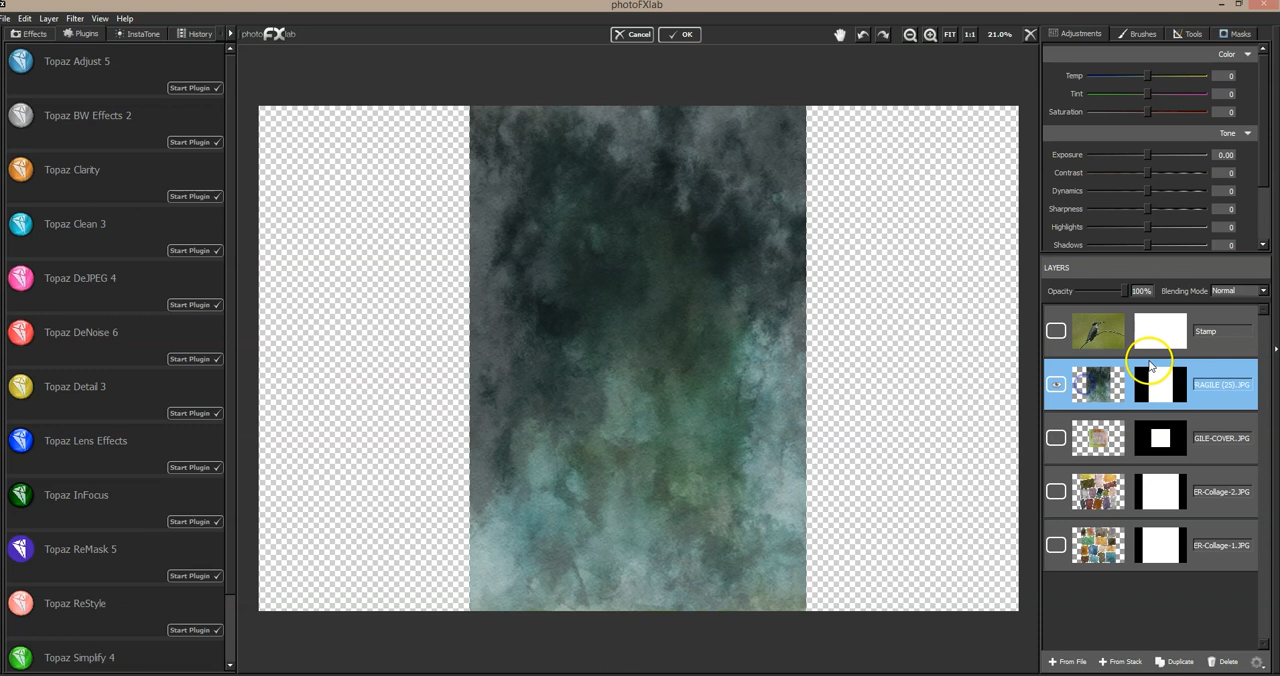 photoFXlab
File Edit Layer Filter View Help
Effects Plugins InstaTone History
photoFXlab
Cancel OK
FIT 1:1 21.0%
Adjustments Brushes Tools Masks
Topaz Adjust 5
Start Plugin
Topaz BW Effects 2
Start Plugin
Topaz Clarity
Start Plugin
Topaz Clean 3
Start Plugin
Topaz DeJPEG 4
Start Plugin
Topaz DeNoise 6
Start Plugin
Topaz Detail 3
Start Plugin
Topaz Lens Effects
Start Plugin
Topaz InFocus
Start Plugin
Topaz ReMask 5
Start Plugin
Topaz ReStyle
Start Plugin
Topaz Simplify 4
Color
Temp 0
Tint 0
Saturation 0
Tone
Exposure 0.00
Contrast 0
Dynamics 0
Sharpness 0
Highlights 0
Shadows 0
LAYERS
Opacity 100% Blending Mode Normal
Stamp
RAGILE (25).JPG
GILE-COVER.JPG
ER-Collage-2.JPG
ER-Collage-1.JPG
From File From Stack Duplicate Delete